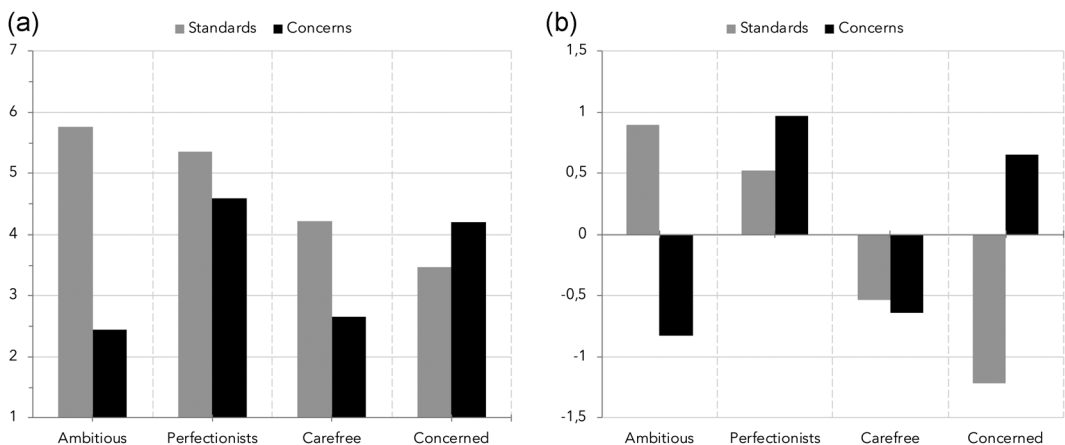 (a)
Standards Concerns
7
6
5
4
3
2
1
Ambitious Perfectionists Carefree Concerned
(b)
Standards Concerns
1,5
1
0,5
0
-0,5
-1
-1,5
Ambitious Perfectionists Carefree Concerned